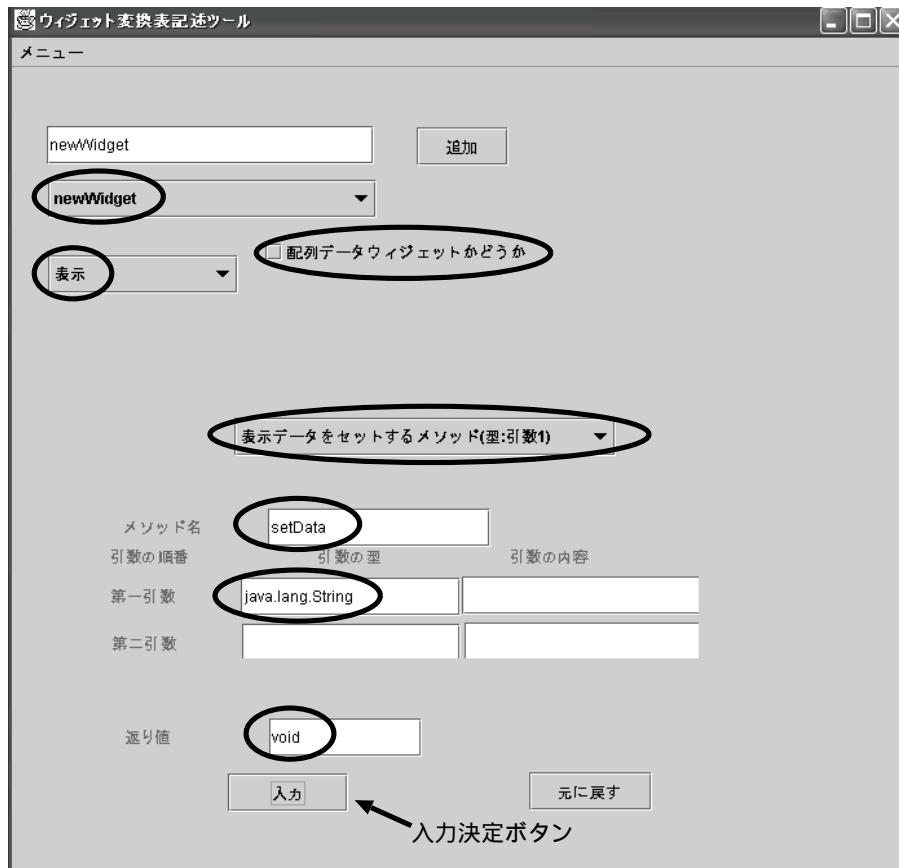 ウィジェット変換表記述ツール
メニュー
newWidget
追加
newWidget
配列データウィジェットかどうか
表示
表示データをセットするメソッド(型:引数1)
メソッド名
setData
引数の順番 引数の型 引数の内容
第一引数
java.lang.String
第二引数
返り値
void
入力
元に戻す
入力決定ボタン